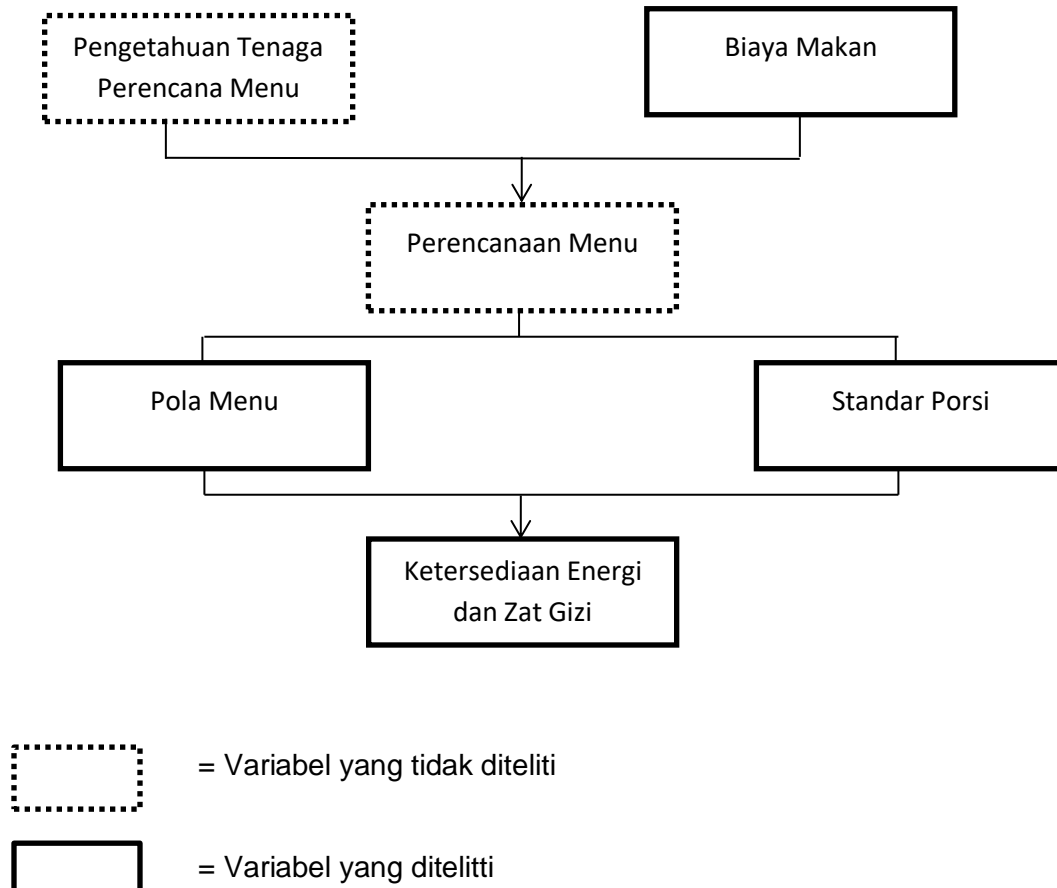 Pengetahuan Tenaga
Perencana Menu
Biaya Makan
Perencanaan Menu
Pola Menu
Standar Porsi
Ketersediaan Energi
dan Zat Gizi
= Variabel yang tidak diteliti
= Variabel yang ditelitti